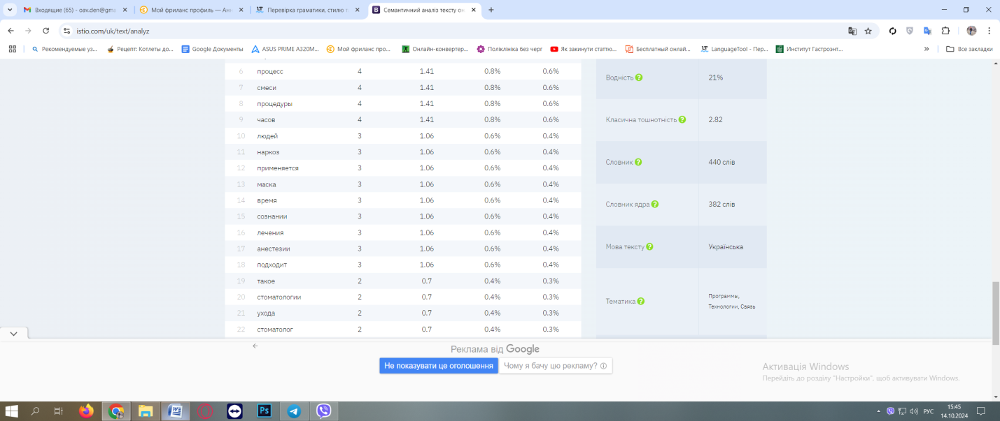 Входящие (65) - oav.den@gma
Мой фриланс профиль — Анн
Перевірка граматики, стилю т
Семантичний аналіз тексту он
istio.com/uk/text/analyz
Рекомендуемые уз...
Рецепт: Котлеты до...
Google Документы
ASUS PRIME A320M...
Мой фриланс про...
Онлайн-конвертер...
Поліклініка без черг
Як закинути статтю...
Бесплатный онлай...
LanguageTool - Пер...
Институт Гастроэнт...
»
Все закладки
6 процесс 4 1.41 0.8% 0.6%
7 смеси 4 1.41 0.8% 0.6%
8 процедуры 4 1.41 0.8% 0.6%
9 часов 4 1.41 0.8% 0.6%
10 людей 3 1.06 0.6% 0.4%
11 наркоз 3 1.06 0.6% 0.4%
12 применяется 3 1.06 0.6% 0.4%
13 маска 3 1.06 0.6% 0.4%
14 время 3 1.06 0.6% 0.4%
15 сознании 3 1.06 0.6% 0.4%
16 лечения 3 1.06 0.6% 0.4%
17 анестезии 3 1.06 0.6% 0.4%
18 подходит 3 1.06 0.6% 0.4%
19 такое 2 0.7 0.4% 0.3%
20 стоматологии 2 0.7 0.4% 0.3%
21 ухода 2 0.7 0.4% 0.3%
22 стоматолог 2 0.7 0.4% 0.3%
Водність ? 21%
Класична тошнотність ? 2.82
Словник ? 440 слів
Словник ядра ? 382 слів
Мова тексту ? Українська
Тематика ? Программы,
Технологии, Связь
Реклама від Google
Не показувати це оголошення
Чому я бачу цю рекламу?
Активація Windows
Перейдіть до розділу "Настройки", щоб активувати Windows.
Ps
РУС
15:45
14.10.2024